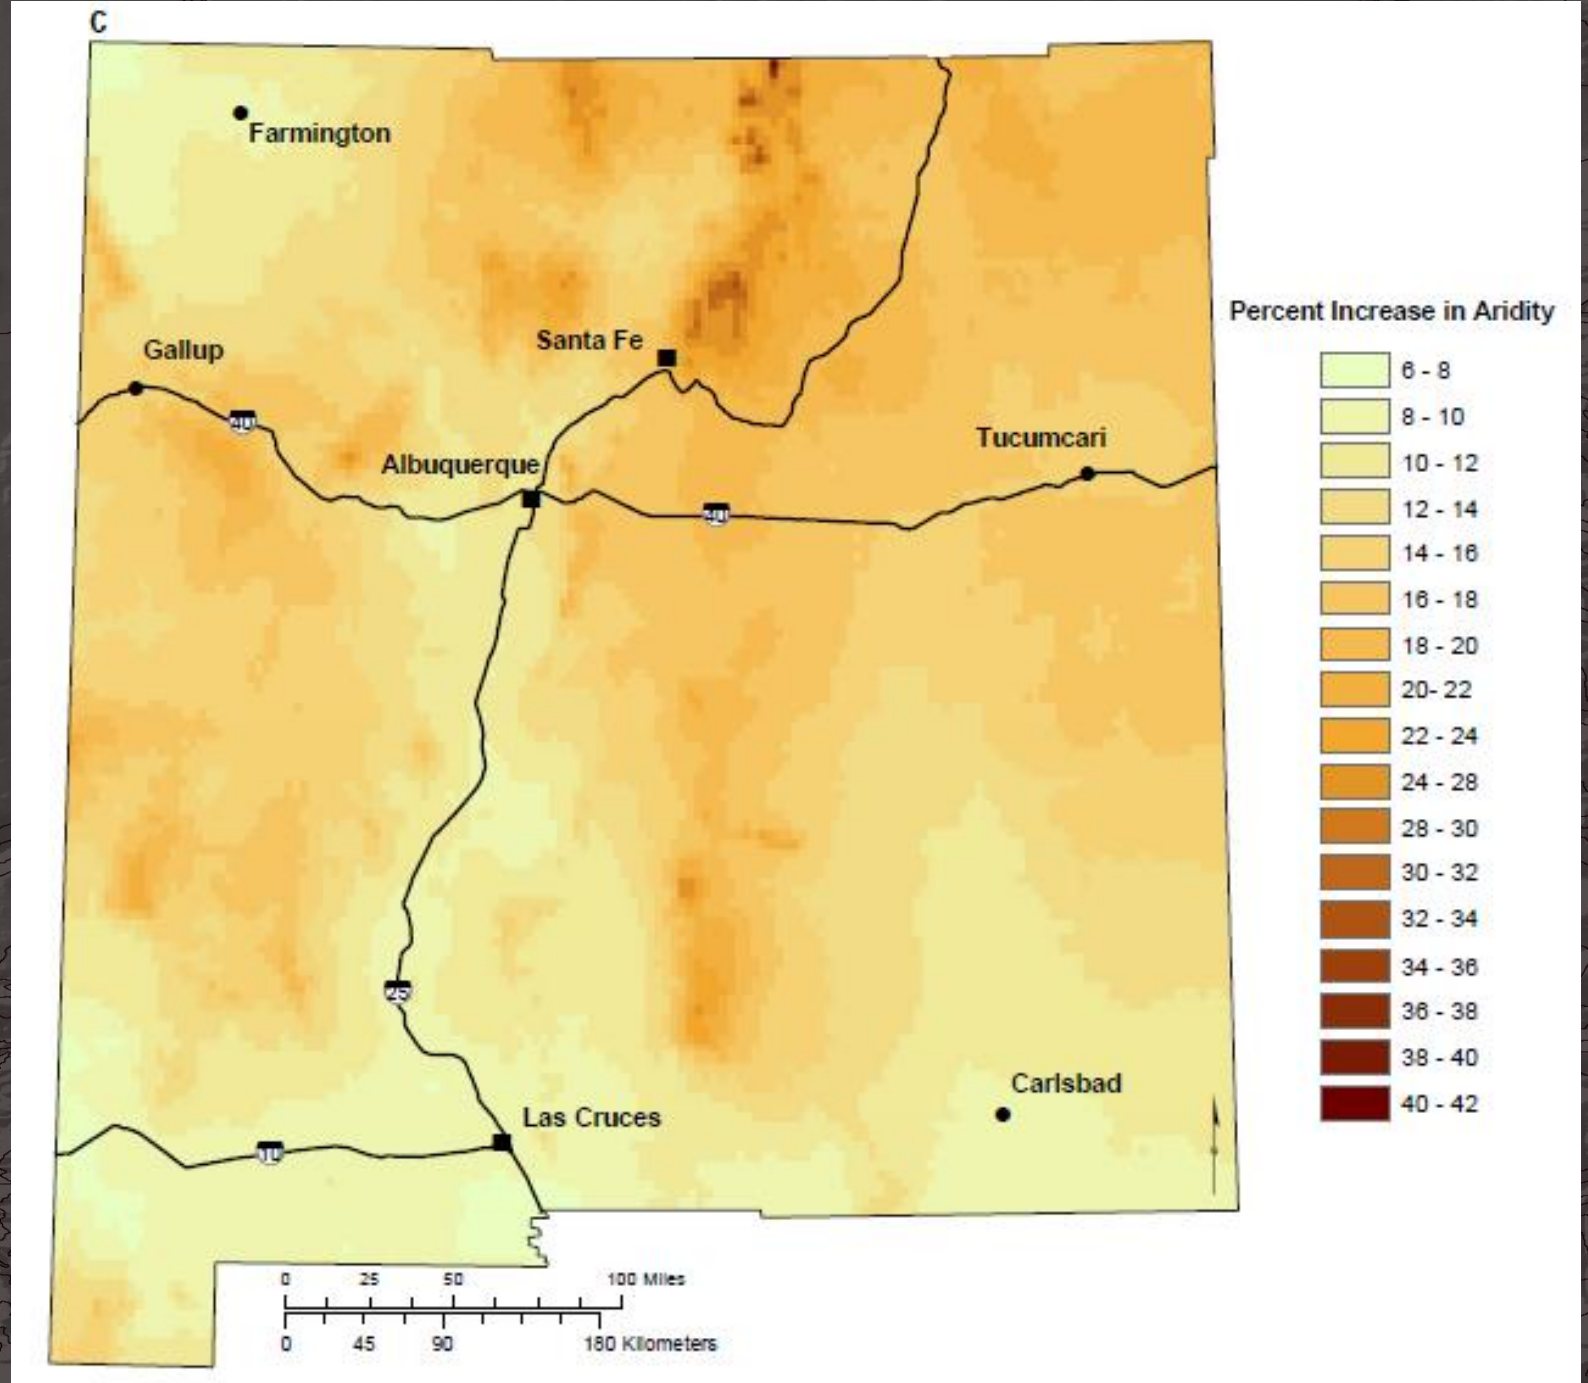 C
Farmington
Gallup
40
Santa Fe
Albuquerque
40
Tucumcari
25
Las Cruces
10
Carlsbad
Percent Increase in Aridity
6 - 8
8 - 10
10 - 12
12 - 14
14 - 16
16 - 18
18 - 20
20- 22
22 - 24
24 - 28
28 - 30
30 - 32
32 - 34
34 - 36
36 - 38
38 - 40
40 - 42
0 25 50 100 Miles
0 45 90 180 Kilometers